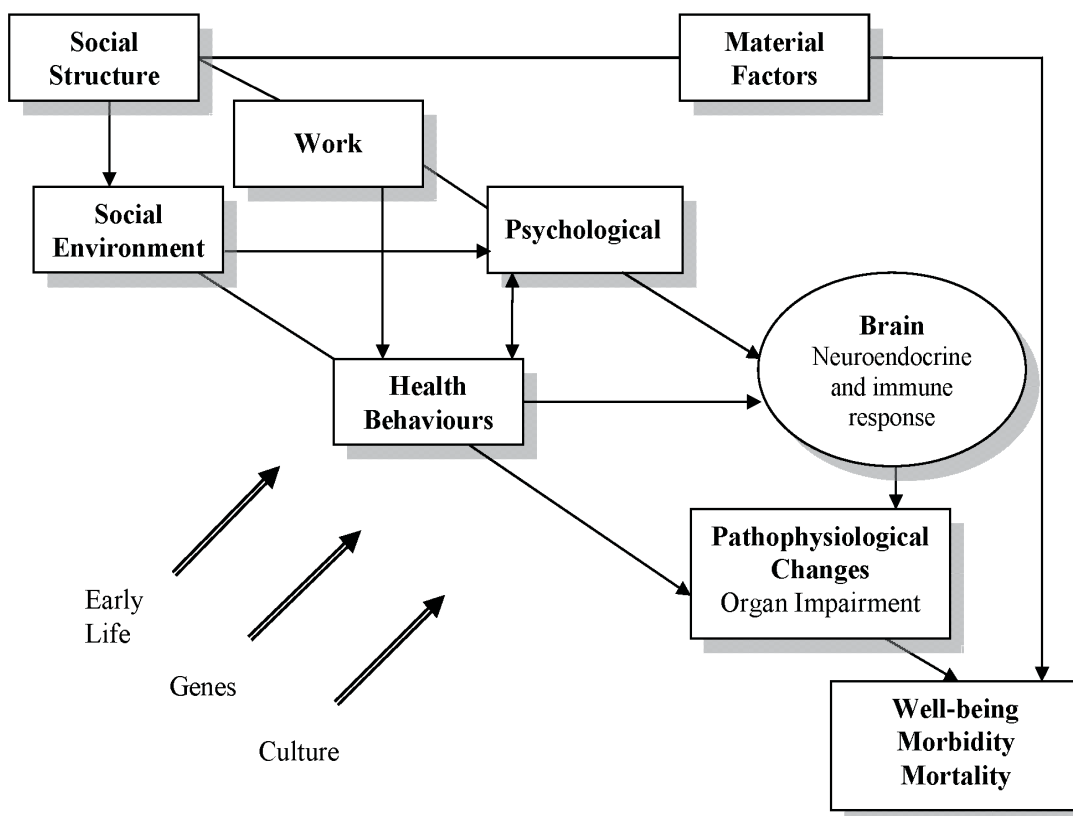 Social
Structure
Material
Factors
Work
Social
Environment
Psychological
Brain
Neuroendocrine
and immune
response
Health
Behaviours
Pathophysiological
Changes
Organ Impairment
Early
Life
Genes
Culture
Well-being
Morbidity
Mortality